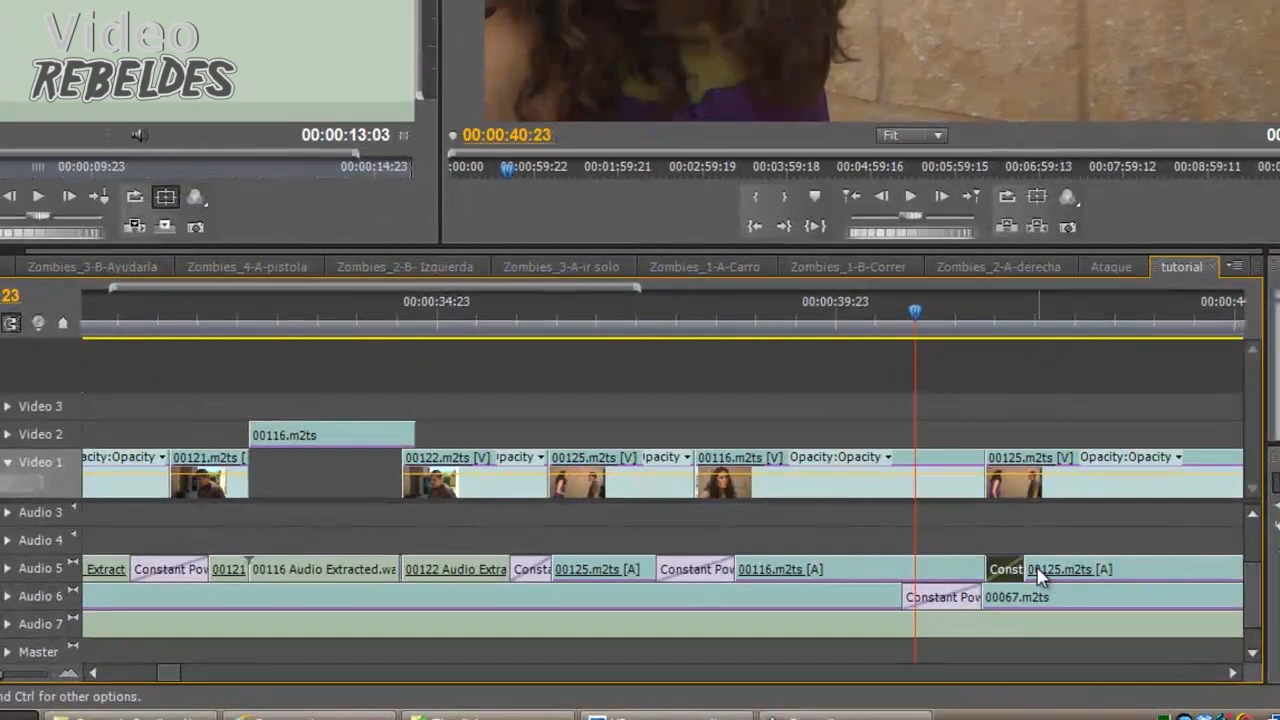 Video
REBELDES
00:00:13:03
00:00:40:23
Fit
00:00:09:23
00:00:14:23
:00:00
00:00:59:22
00:01:59:21
00:02:59:19
00:03:59:18
00:04:59:16
00:05:59:15
00:06:59:13
00:07:59:12
00:08:59:11
Zombies_3-B-Ayudarla
Zombies_4-A-pistola
Zombies_2-B- Izquierda
Zombies_3-A-ir solo
Zombies_1-A-Carro
Zombies_1-B-Correr
Zombies_2-A-derecha
Ataque
tutorial
23
00:00:34:23
00:00:39:23
00:00:4
Video 3
Video 2
00116.m2ts
Video 1
acity:Opacity
00121.m2ts [
00122.m2ts [V]
pacity
00125.m2ts [V]
pacity
00116.m2ts [V]
Opacity:Opacity
00125.m2ts [V]
Opacity:Opacity
Audio 3
Audio 4
Audio 5
Extract
Constant Pov
00121
00116 Audio Extracted.wa
00122 Audio Extra
Consta
00125.m2ts [A]
Constant Pov
00116.m2ts [A]
Const
00125.m2ts [A]
Audio 6
Constant Pov
00067.m2ts
Audio 7
Master
nd Ctrl for other options.